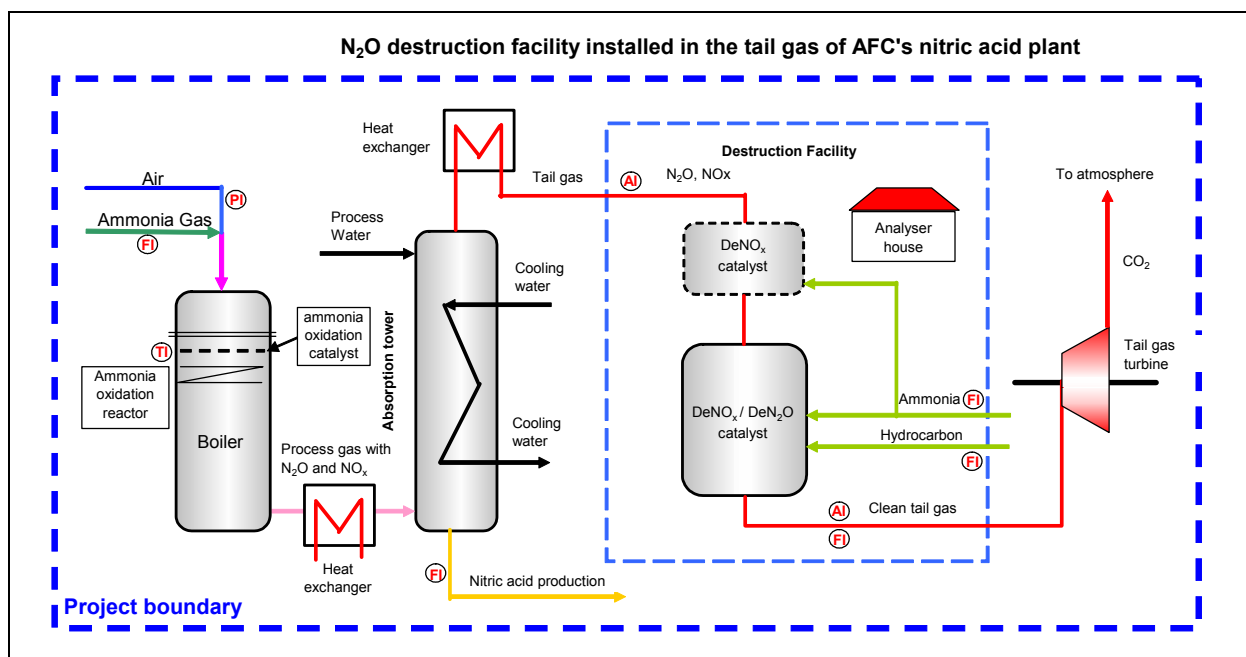 N₂O destruction facility installed in the tail gas of AFC's nitric acid plant
Heat
exchanger
Destruction Facility
Air
PI
Ammonia Gas
FI
Tail gas
AI
N₂O, NOx
To atmosphere
Process
Water
Analyser
house
DeNOₓ
catalyst
CO₂
Cooling
water
ammonia
oxidation
catalyst
TI
Ammonia
oxidation
reactor
Absorption tower
Tail gas
turbine
Boiler
DeNOₓ / DeN₂O
catalyst
Ammonia
FI
Hydrocarbon
FI
Cooling
water
Process gas with
N₂O and NOₓ
AI
Clean tail gas
FI
Heat
exchanger
FI
Nitric acid production
Project boundary